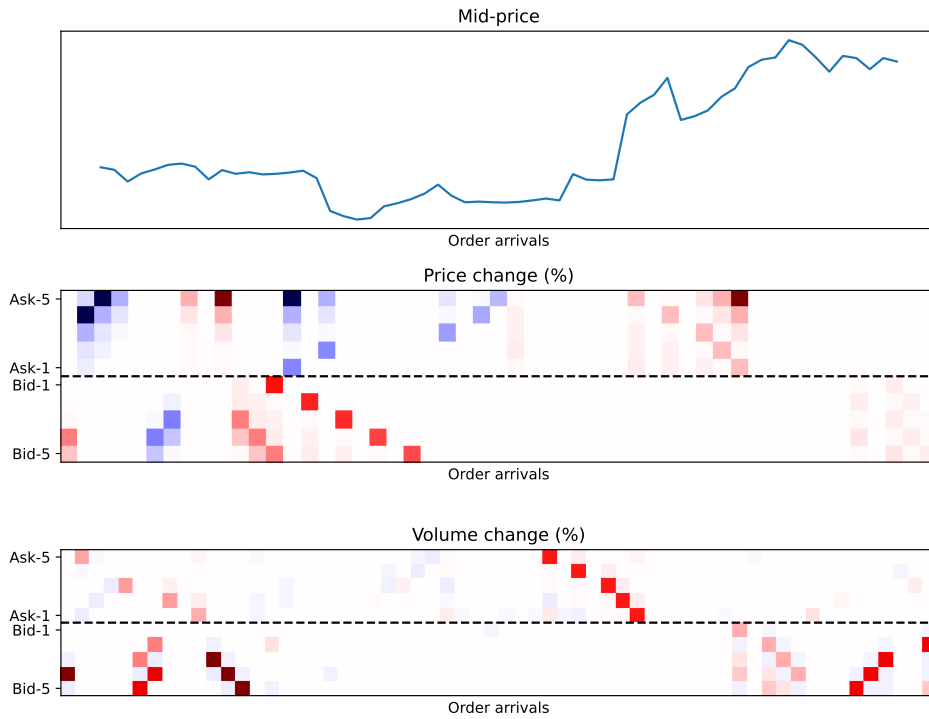 Mid-price
Order arrivals
Price change (%)
Ask-5
Ask-1
Bid-1
Bid-5
Order arrivals
Volume change (%)
Ask-5
Ask-1
Bid-1
Bid-5
Order arrivals